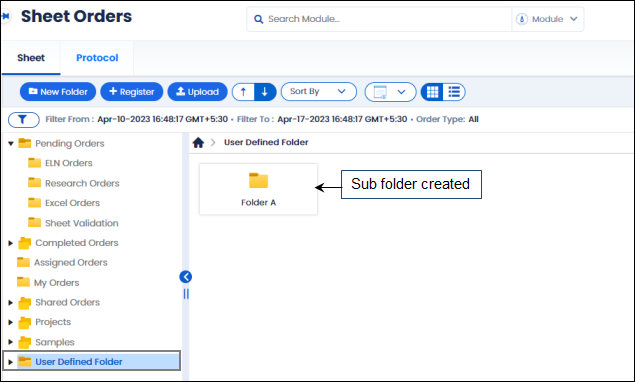 Sheet Orders
Search Module...
Module
Sheet
Protocol
New Folder
+ Register
Upload
Sort By
Filter From : Apr-10-2023 16:48:17 GMT+5:30 • Filter To : Apr-17-2023 16:48:17 GMT+5:30 • Order Type: All
Pending Orders
ELN Orders
Research Orders
Excel Orders
Sheet Validation
Completed Orders
Assigned Orders
My Orders
Shared Orders
Projects
Samples
User Defined Folder
User Defined Folder
Folder A
Sub folder created